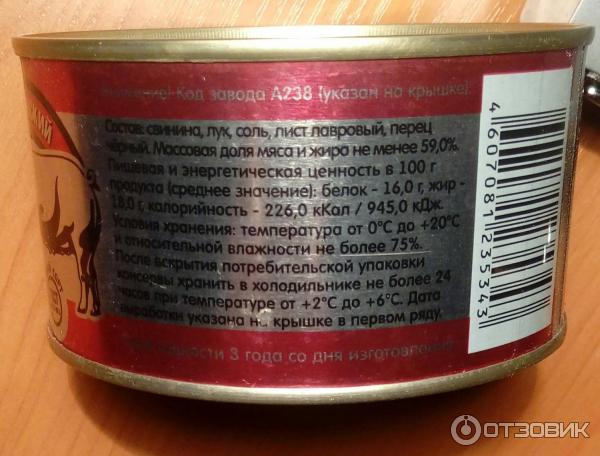 Внимание! Код завода А238 (указан на крышке).
Состав: свинина, лук, соль, лист лавровый, перец
чёрный. Массовая доля мяса и жира не менее 59,0%.
Пищевая и энергетическая ценность в 100 г
продукта (среднее значение): белок - 16,0 г, жир -
18,0 г, калорийность - 226,0 кКал / 945,0 кДж.
Условия хранения: температура от 0°С до +20°С
и относительной влажности не более 75%.
После вскрытия потребительской упаковки
консервы хранить в холодильнике не более 24
часов при температуре от +2°С до +6°С. Дата
выработки указана на крышке в первом ряду.
Срок годности 3 года со дня изготовления
4 607081 235343
ОТЗОВИК